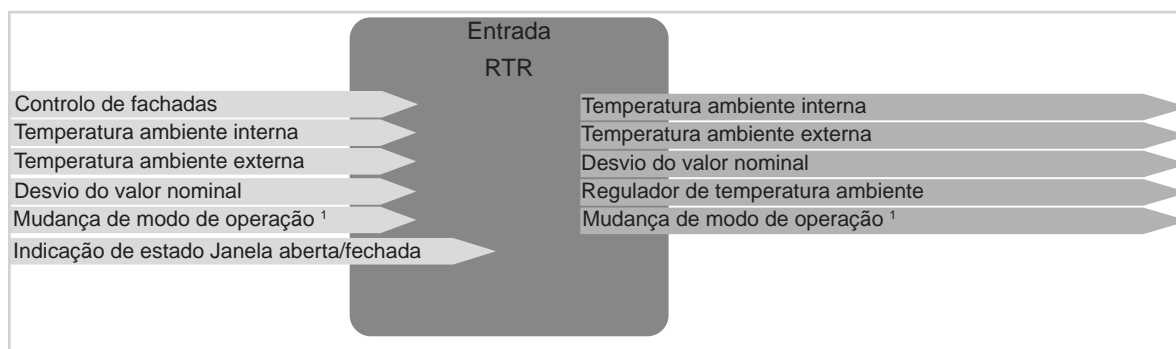 Entrada
RTR
Controlo de fachadas
Temperatura ambiente interna
Temperatura ambiente externa
Desvio do valor nominal
Mudança de modo de operação ¹
Indicação de estado Janela aberta/fechada
Temperatura ambiente interna
Temperatura ambiente externa
Desvio do valor nominal
Regulador de temperatura ambiente
Mudança de modo de operação ¹